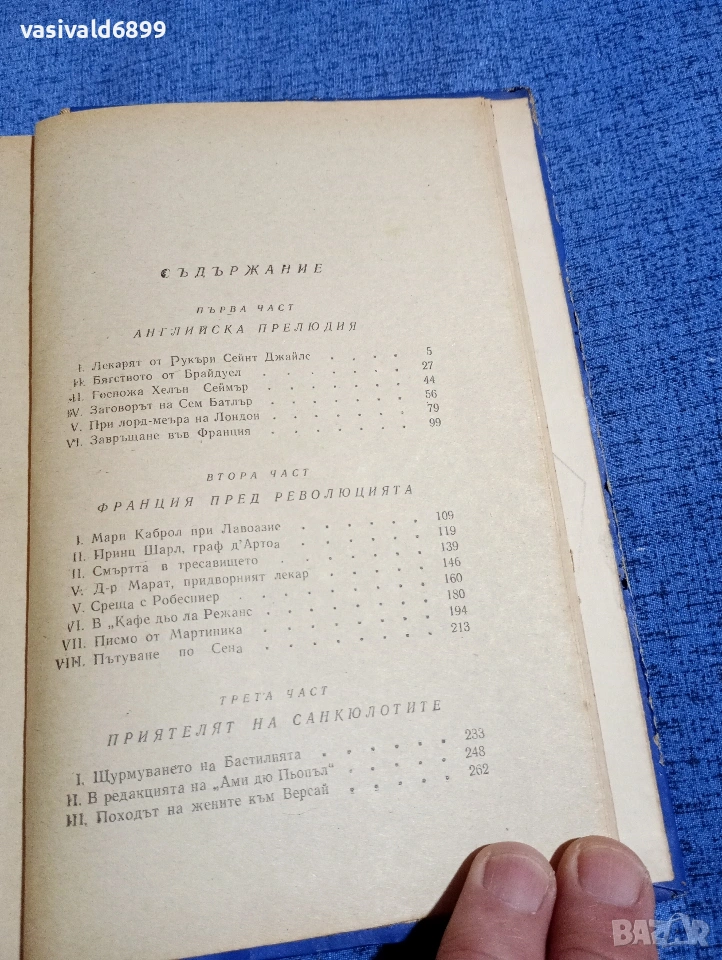 vasivald6899
СЪДЪРЖАНИЕ
ПЪРВА ЧАСТ
АНГЛИЙСКА ПРЕЛЮДИЯ
I. Лекарят от Рукъри Сейнт Джайлс . . . . 5
II. Бягството от Брайдуел . . . . . . 27
III. Госпожа Хелън Сеймър . . . . . . 44
IV. Заговорът на Сем Батлър . . . . . . 56
V. При лорд-меъра на Лондон . . . . . . 79
VI. Завръщане във Франция . . . . . . 99
ВТОРА ЧАСТ
ФРАНЦИЯ ПРЕД РЕВОЛЮЦИЯТА
I. Мари Каброл при Лавоазие . . . . . 109
II. Принц Шарл, граф д'Артоа . . . . . 119
II. Смъртта в тресавището . . . . . . 139
V. Д-р Марат, придворният лекар . . . . 146
V. Среща с Робеспиер . . . . . . . 160
VI. В „Кафе дьо ла Режанс . . . . . . 180
VII. Писмо от Мартиника . . . . . . 194
VIII. Пътуване по Сена . . . . . . . 213
ТРЕТА ЧАСТ
ПРИЯТЕЛЯТ НА САНКЮЛОТИТЕ
I. Щурмуването на Бастилията . . . . . 233
II. В редакцията на „Ами дю Пьопъл" . . . . 248
III. Походът на жените към Версай . . . . 262
BAZAR